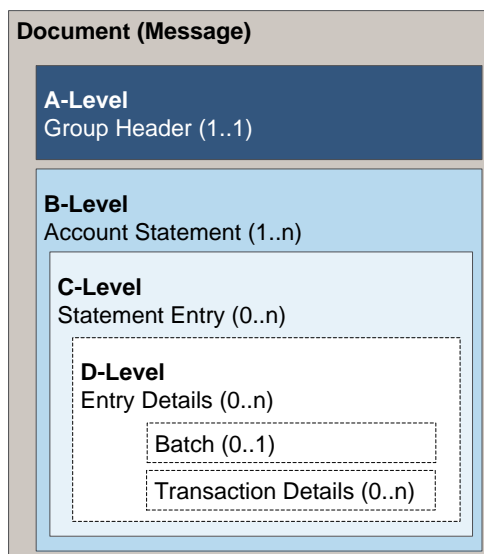 Document (Message)
A-Level
Group Header (1..1)
B-Level
Account Statement (1..n)
C-Level
Statement Entry (0..n)
D-Level
Entry Details (0..n)
Batch (0..1)
Transaction Details (0..n)